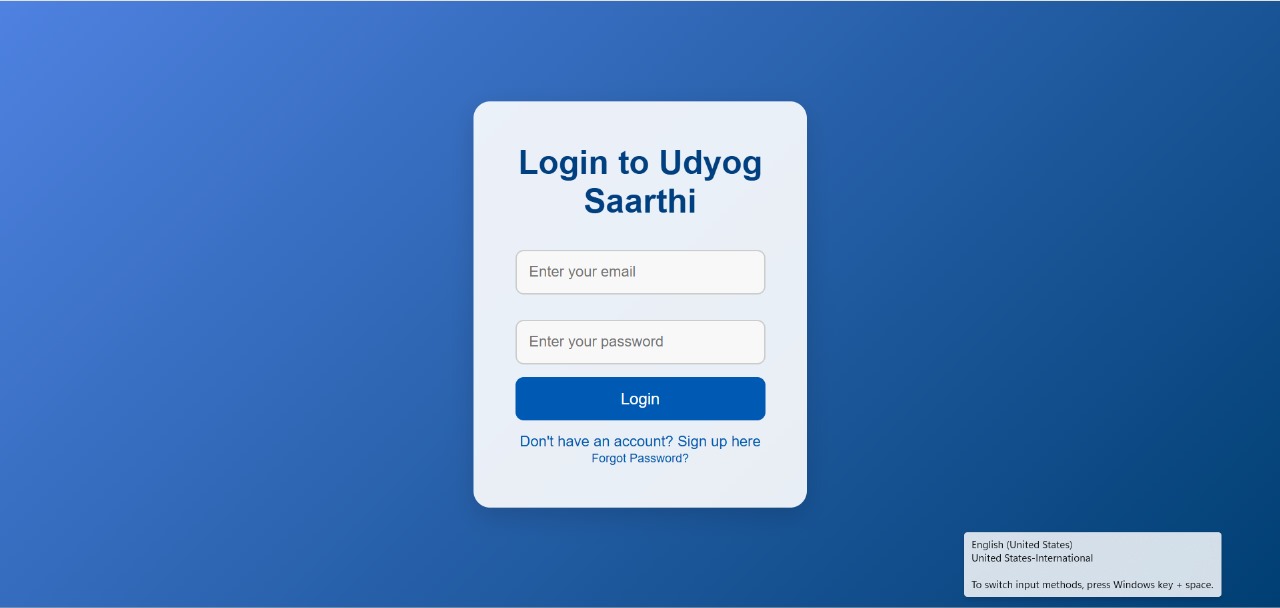 Login to Udyog
Saarthi
Enter your email
Enter your password
Login
Don't have an account? Sign up here
Forgot Password?
English (United States)
United States-International
To switch input methods, press Windows key + space.